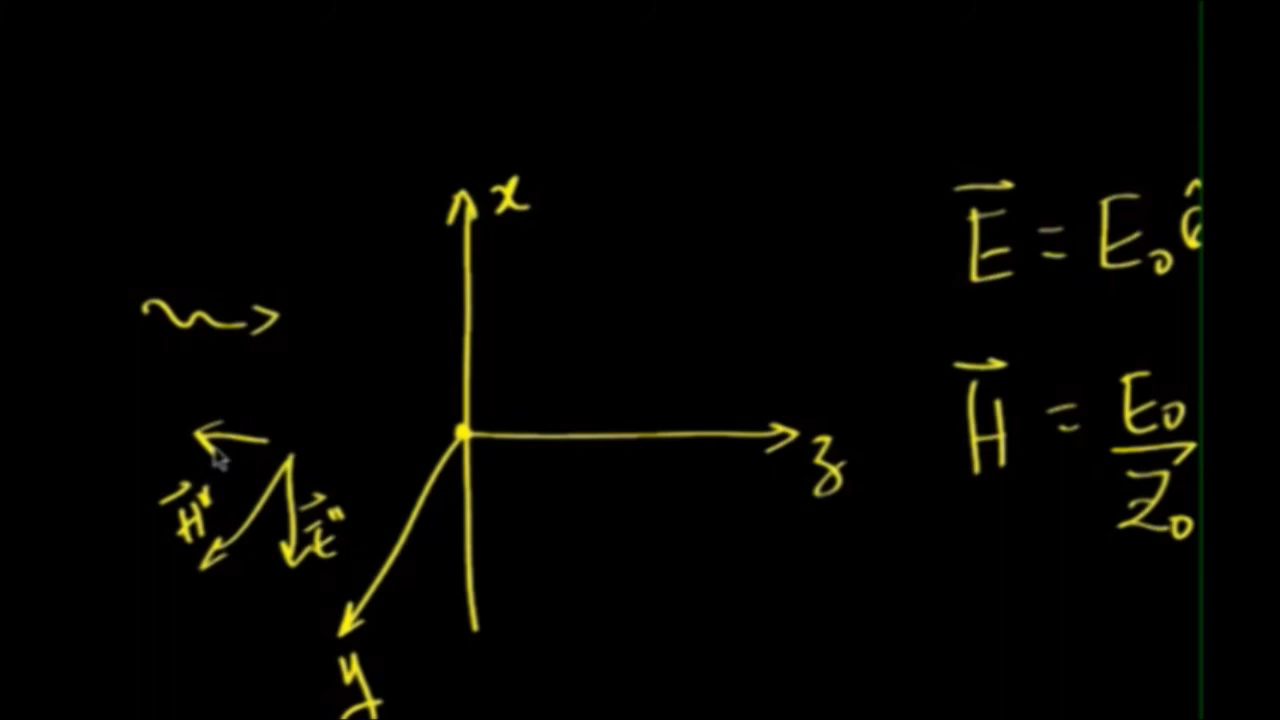 x
E⃗ = E₀
H⃗ = E₀ / Z₀
z
H⃗" E⃗"
y